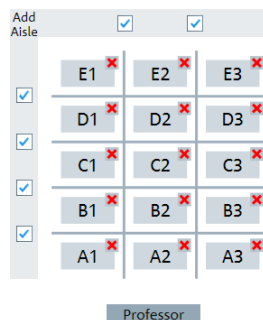 Add
Aisle
E1 E2 E3
D1 D2 D3
C1 C2 C3
B1 B2 B3
A1 A2 A3
Professor